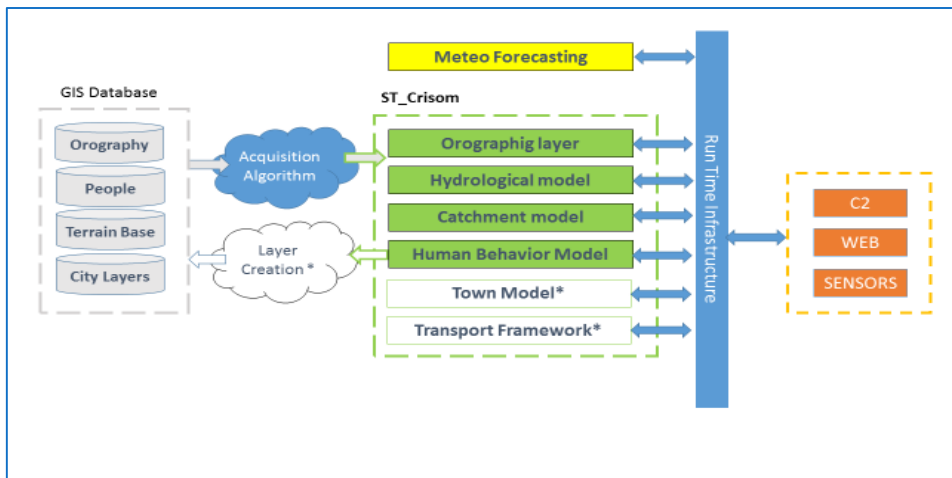 Meteo Forecasting
GIS Database
ST_Crisom
Orography
People
Terrain Base
City Layers
Acquisition
Algorithm
Layer
Creation *
Orographig layer
Hydrological model
Catchment model
Human Behavior Model
Town Model*
Transport Framework*
Run Time Infrastructure
C2
WEB
SENSORS